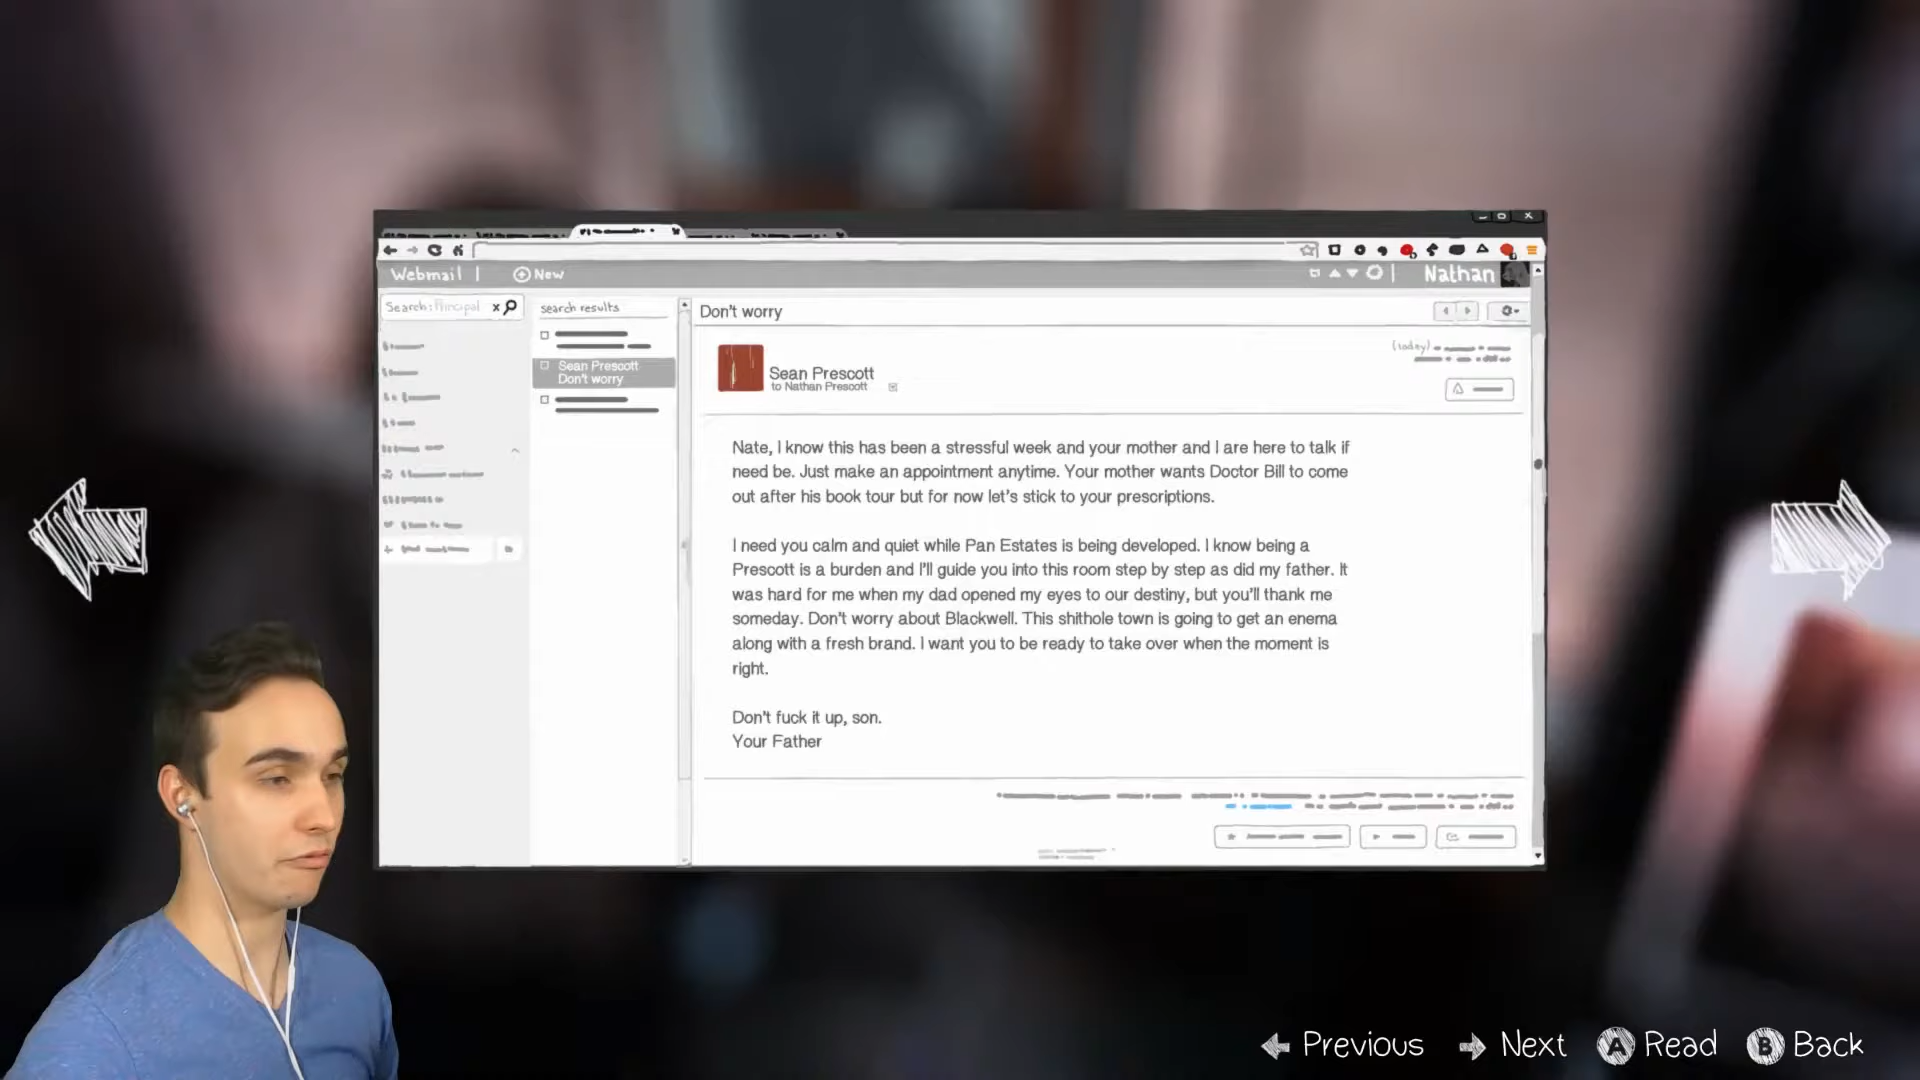 Webmail |
New
Nathan
Search: Principal x
search results
Sean Prescott
Don't worry
Don't worry
(today)
Sean Prescott
to Nathan Prescott
Nate, I know this has been a stressful week and your mother and I are here to talk if
need be. Just make an appointment anytime. Your mother wants Doctor Bill to come
out after his book tour but for now let's stick to your prescriptions.
I need you calm and quiet while Pan Estates is being developed. I know being a
Prescott is a burden and I'll guide you into this room step by step as did my father. It
was hard for me when my dad opened my eyes to our destiny, but you'll thank me
someday. Don't worry about Blackwell. This shithole town is going to get an enema
along with a fresh brand. I want you to be ready to take over when the moment is
right.
Don't fuck it up, son.
Your Father
Previous
Next
A Read
B Back